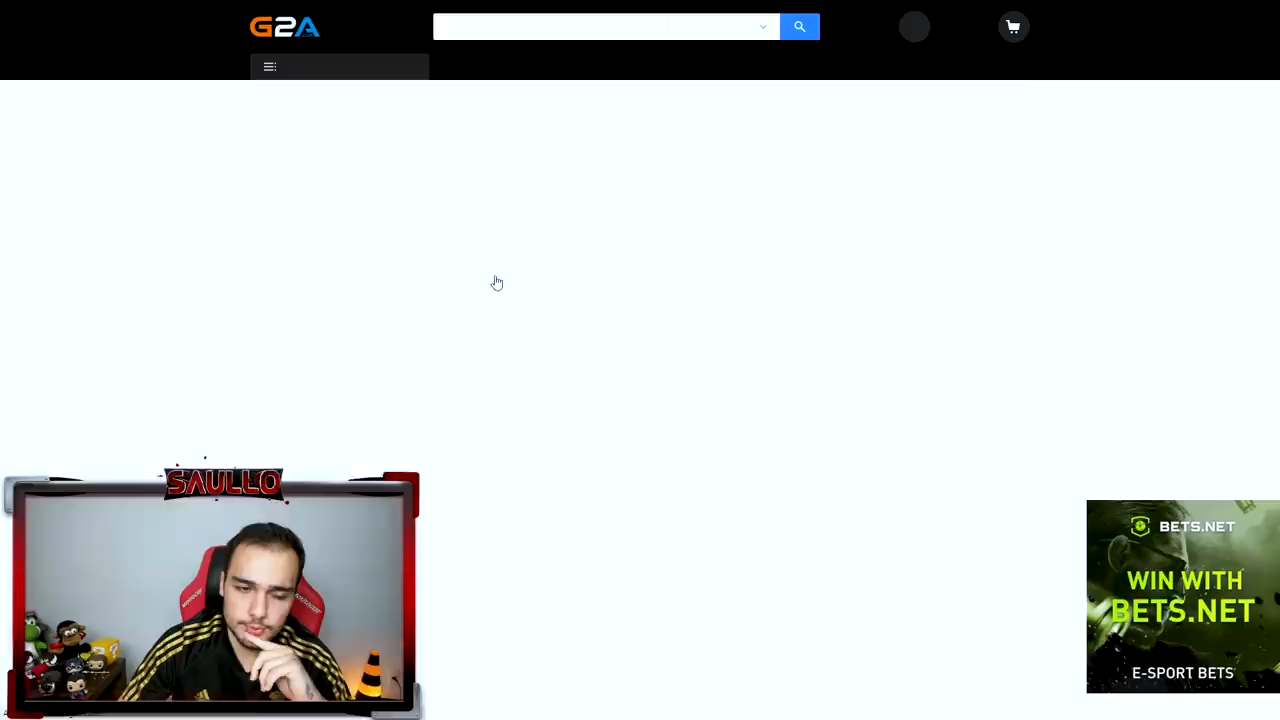 G2A
SAULLO
BETS.NET
WIN WITH
BETS.NET
E-SPORT BETS